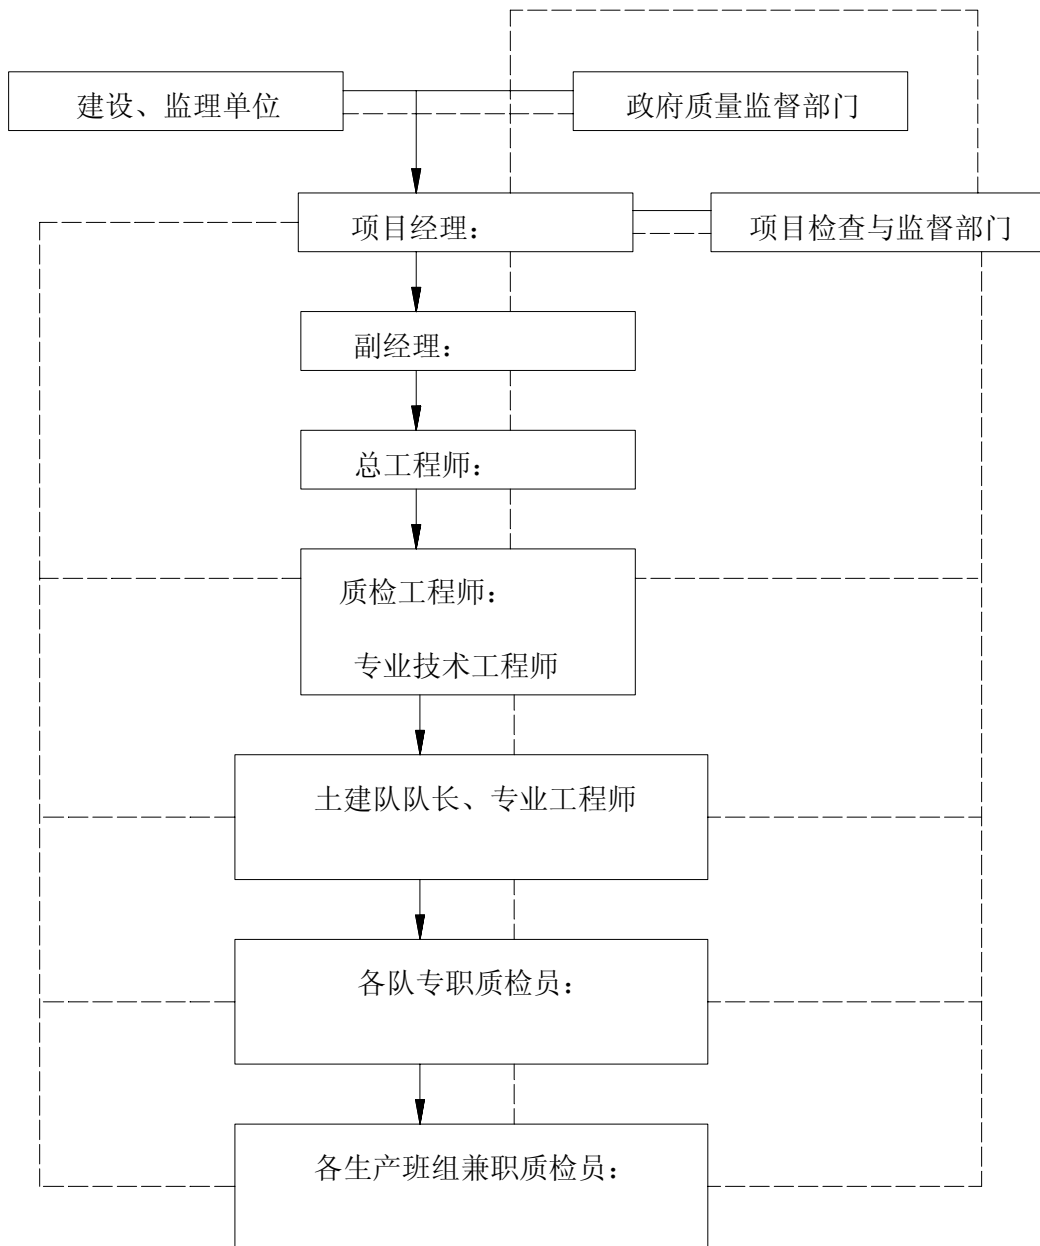 建设、监理单位
政府质量监督部门
项目经理：
项目检查与监督部门
副经理：
总工程师：
质检工程师：
专业技术工程师
土建队队长、专业工程师
各队专职质检员：
各生产班组兼职质检员：